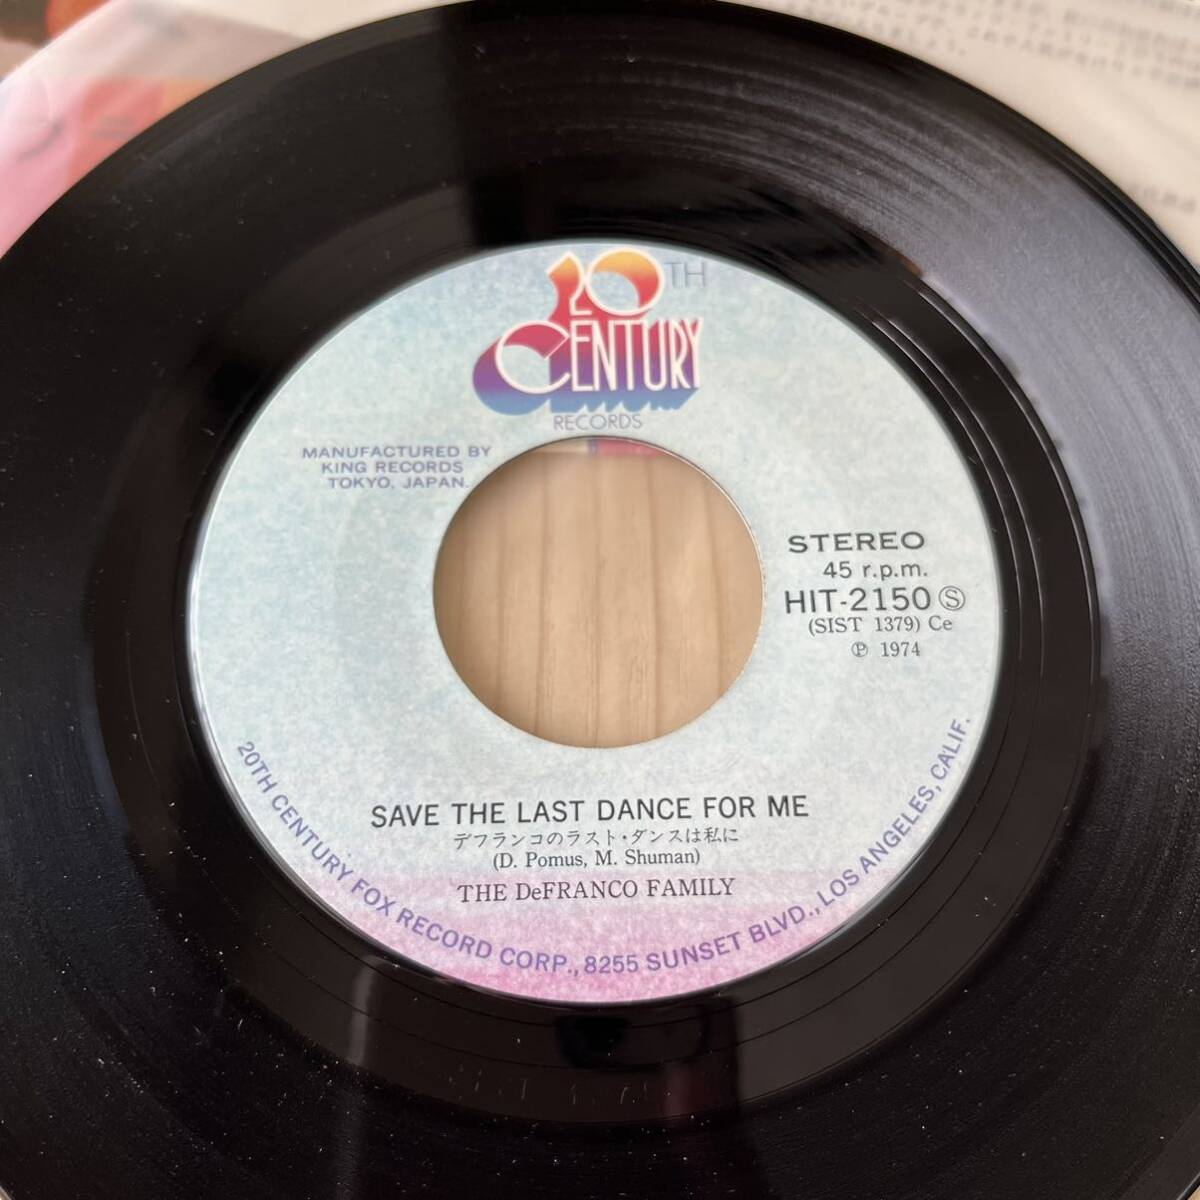 20TH
CENTURY
RECORDS
MANUFACTURED BY
KING RECORDS
TOKYO, JAPAN.
STEREO
45 r.p.m.
HIT-2150 Ⓢ
(SIST 1379) Ce
Ⓟ 1974
SAVE THE LAST DANCE FOR ME
デフランコのラスト・ダンスは私に
(D. Pomus, M. Shuman)
THE DeFRANCO FAMILY
20TH CENTURY FOX RECORD CORP., 8255 SUNSET BLVD., LOS ANGELES, CALIF.